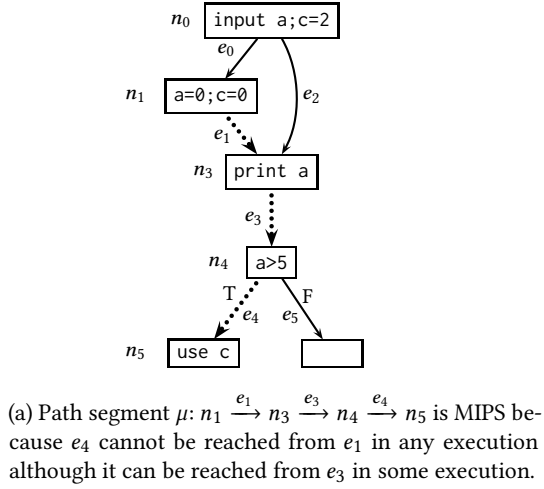 n₀ input a;c=2
e₀
n₁ a=0;c=0 e₂
e₁
n₃ print a
e₃
n₄ a>5
T F
e₄ e₅
n₅ use c
(a) Path segment μ: n₁ —e₁→ n₃ —e₃→ n₄ —e₄→ n₅ is MIPS be-
cause e₄ cannot be reached from e₁ in any execution
although it can be reached from e₃ in some execution.